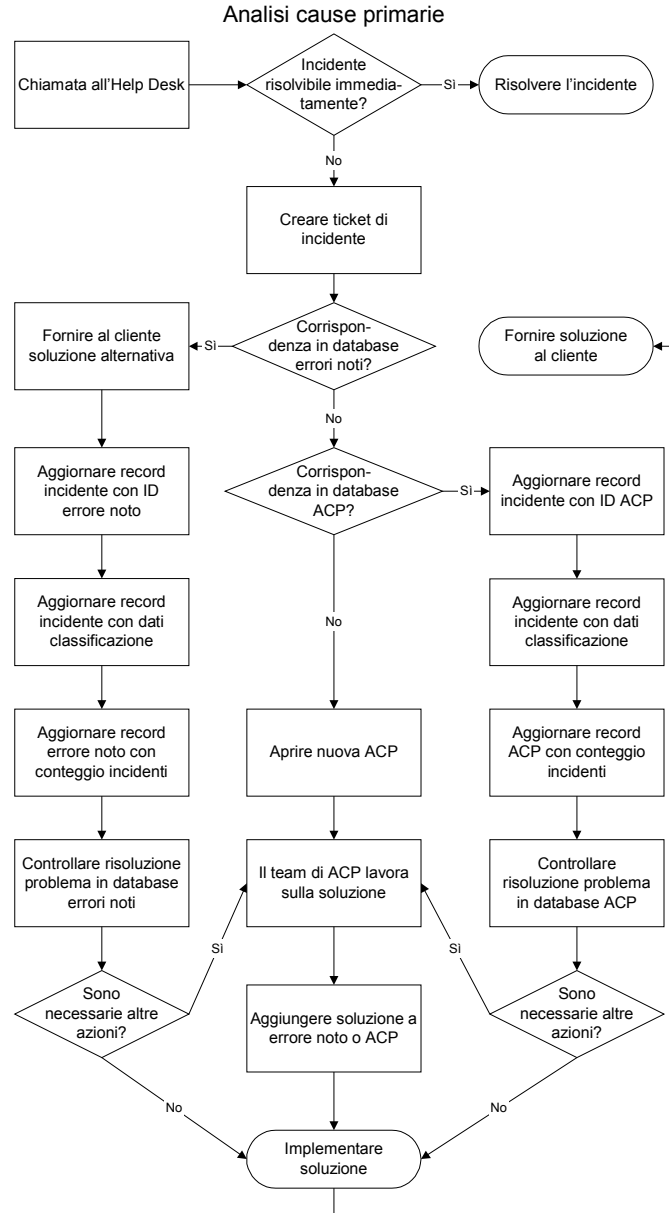 Analisi cause primarie
Chiamata all'Help Desk
Incidente
risolvibile immedia-
tamente?
Sì
Risolvere l'incidente
No
Creare ticket di
incidente
Fornire al cliente
soluzione alternativa
Sì
Corrispon-
denza in database
errori noti?
Fornire soluzione
al cliente
No
Aggiornare record
incidente con ID
errore noto
Corrispon-
denza in database
ACP?
Sì
Aggiornare record
incidente con ID ACP
Aggiornare record
incidente con dati
classificazione
No
Aggiornare record
incidente con dati
classificazione
Aggiornare record
errore noto con
conteggio incidenti
Aprire nuova ACP
Aggiornare record
ACP con conteggio
incidenti
Controllare risoluzione
problema in database
errori noti
Il team di ACP lavora
sulla soluzione
Controllare
risoluzione problema
in database ACP
Sì
Sì
Sono
necessarie altre
azioni?
Aggiungere soluzione a
errore noto o ACP
Sono
necessarie altre
azioni?
No
No
Implementare
soluzione